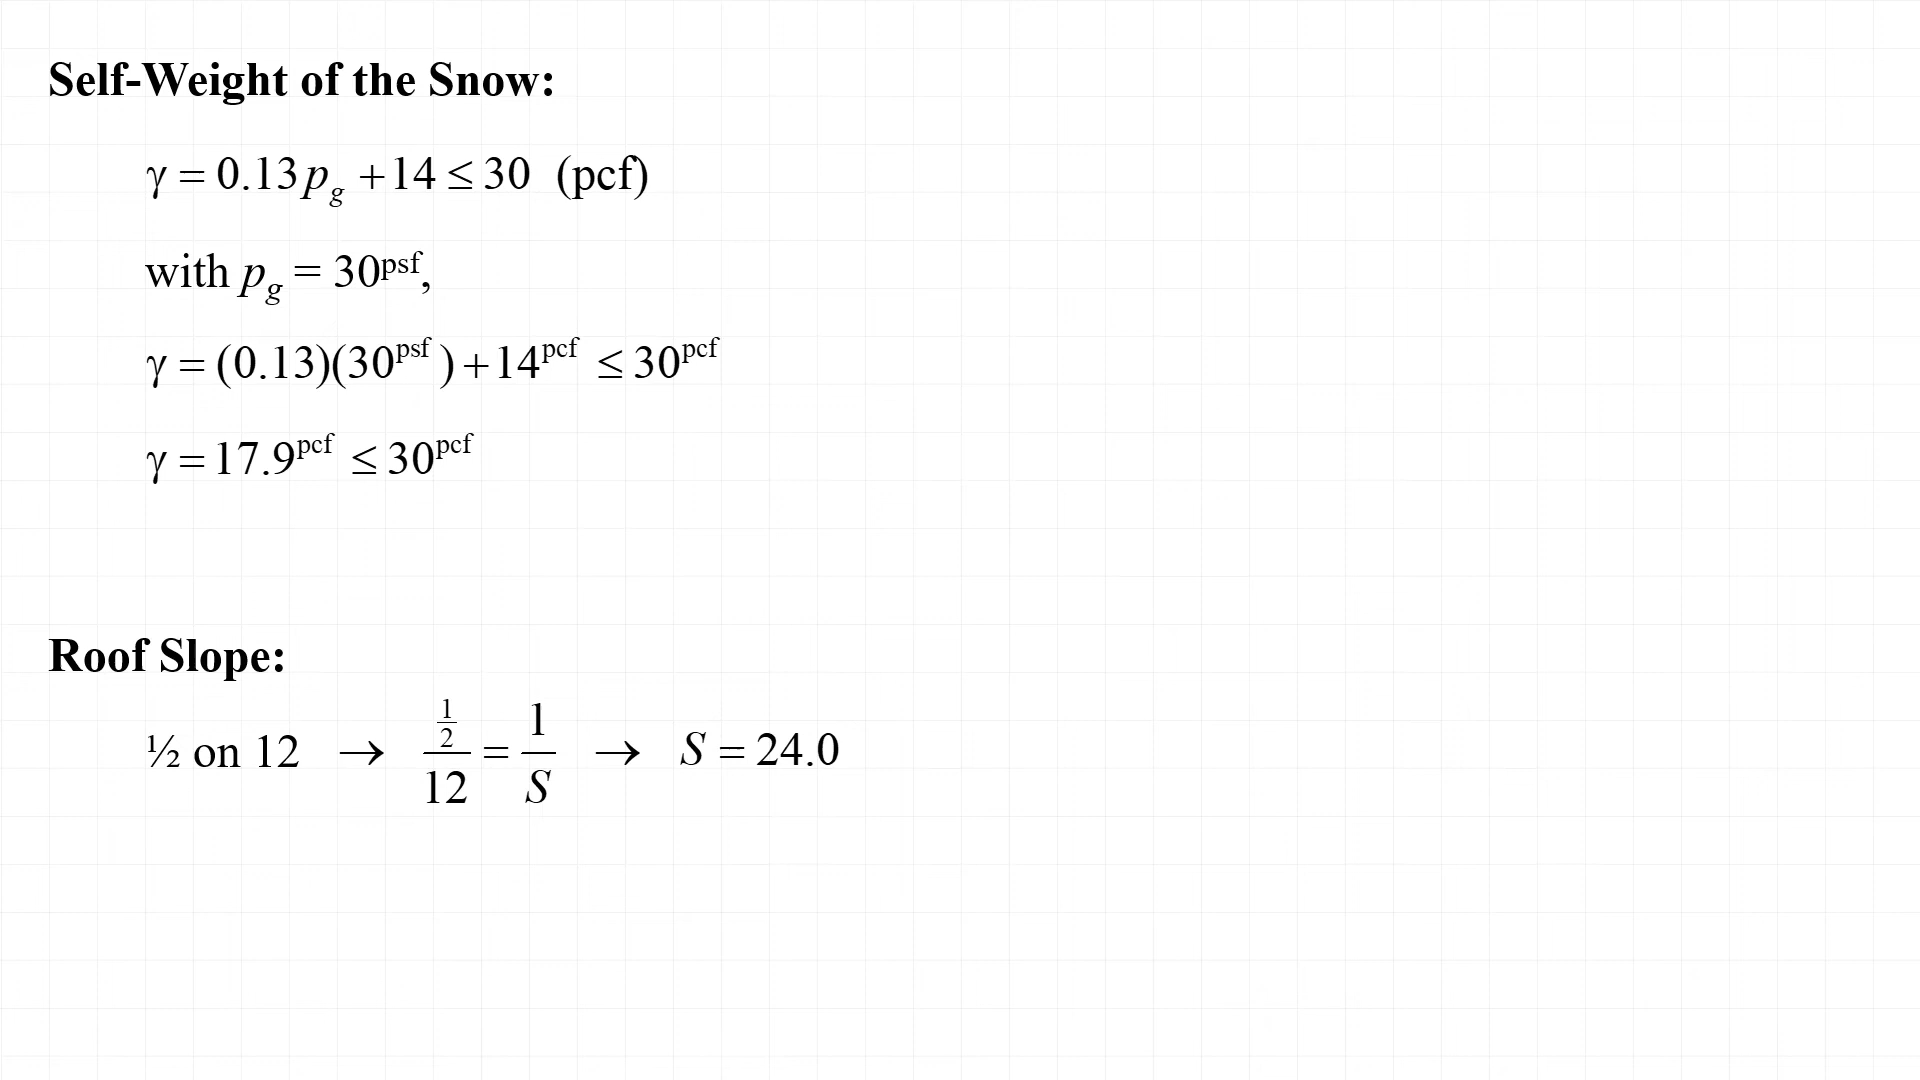 Self-Weight of the Snow:
γ = 0.13 p_g + 14 ≤ 30 (pcf)
with p_g = 30^psf,
γ = (0.13)(30^psf) + 14^pcf ≤ 30^pcf
γ = 17.9^pcf ≤ 30^pcf
Roof Slope:
½ on 12 → (1/2)/12 = 1/S → S = 24.0